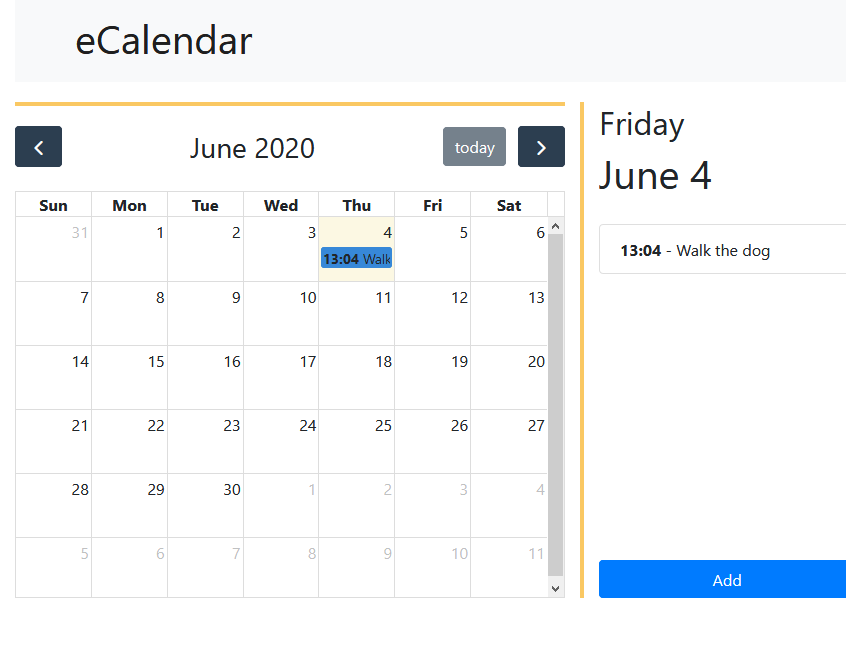 eCalendar
June 2020
today
Sun Mon Tue Wed Thu Fri Sat
31 1 2 3 4 5 6
13:04 Walk
7 8 9 10 11 12 13
14 15 16 17 18 19 20
21 22 23 24 25 26 27
28 29 30 1 2 3 4
5 6 7 8 9 10 11
Friday
June 4
13:04 - Walk the dog
Add